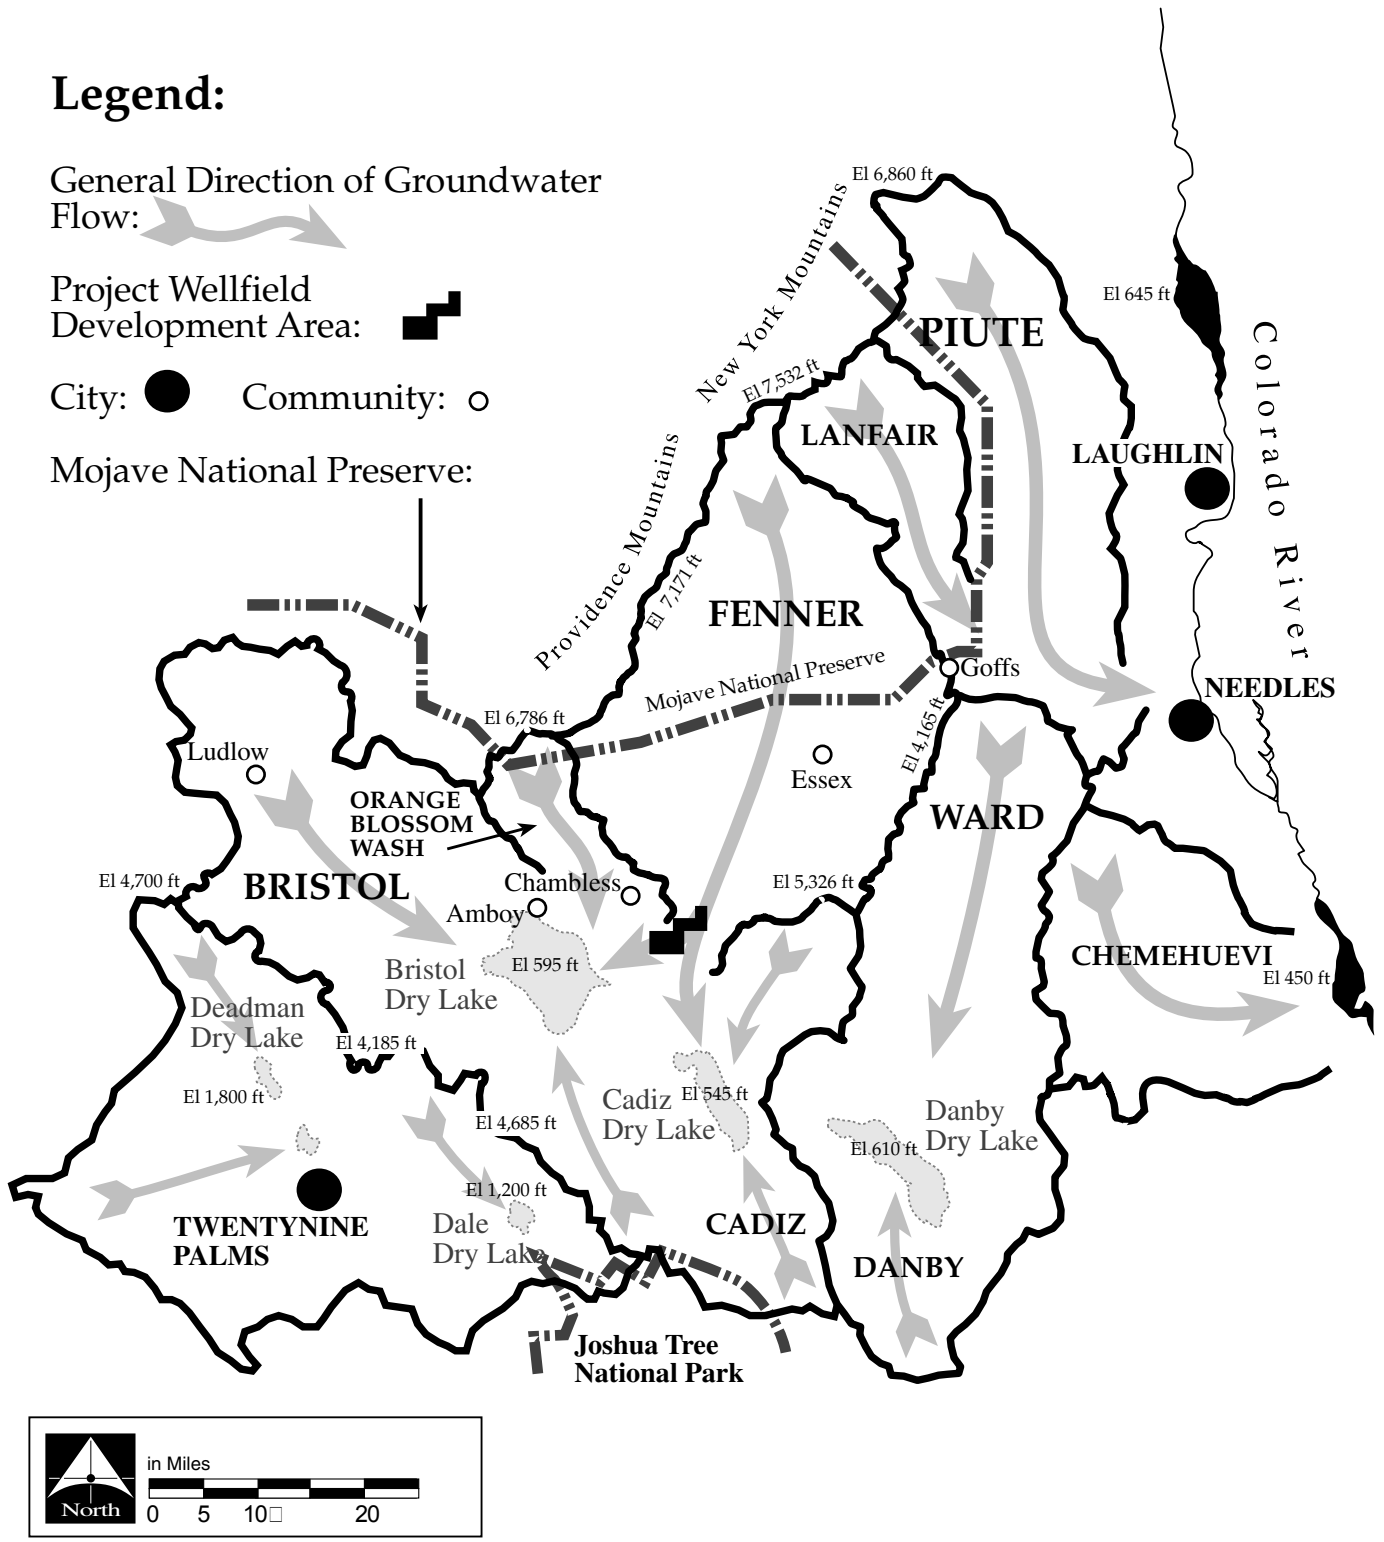 Legend:
General Direction of Groundwater
Flow:
Project Wellfield
Development Area:
City:
Community:
Mojave National Preserve:
El 6,860 ft
New York Mountains
El 645 ft
PIUTE
Colorado River
El 7,532 ft
LANFAIR
LAUGHLIN
Providence Mountains
El 7,171 ft
FENNER
Mojave National Preserve
Goffs
NEEDLES
El 4,165 ft
El 6,786 ft
Ludlow
Essex
ORANGE
BLOSSOM
WASH
WARD
El 4,700 ft
BRISTOL
Chambless
El 5,326 ft
Amboy
CHEMEHUEVI
El 450 ft
Bristol
Dry Lake
El 595 ft
Deadman
Dry Lake
El 4,185 ft
El 1,800 ft
Cadiz
Dry Lake
El 545 ft
Danby
Dry Lake
El 610 ft
El 4,685 ft
El 1,200 ft
Dale
Dry Lake
TWENTYNINE
PALMS
CADIZ
DANBY
Joshua Tree
National Park
in Miles
0 5 10 20
North